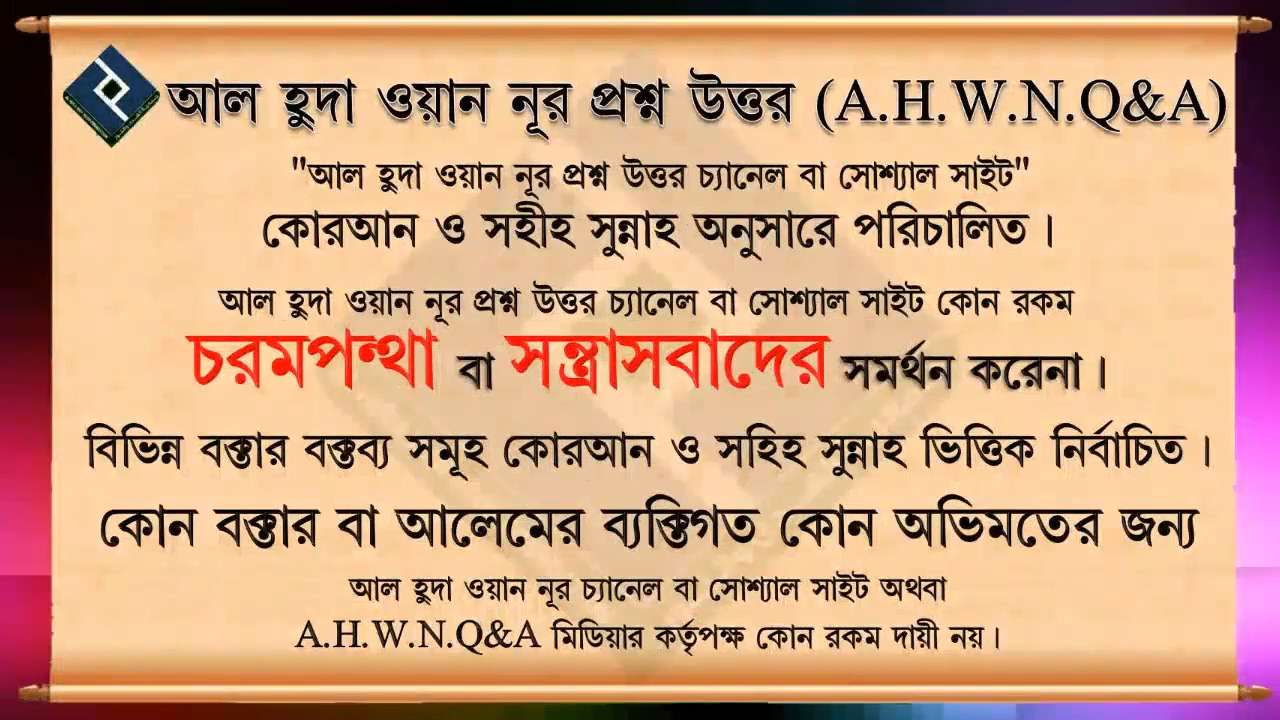 আল হুদা ওয়ান নূর প্রশ্ন উত্তর (A.H.W.N.Q&A)
"আল হুদা ওয়ান নূর প্রশ্ন উত্তর চ্যানেল বা সোশ্যাল সাইট"
কোরআন ও সহীহ সুন্নাহ অনুসারে পরিচালিত ।
আল হুদা ওয়ান নূর প্রশ্ন উত্তর চ্যানেল বা সোশ্যাল সাইট কোন রকম
চরমপন্থা বা সন্ত্রাসবাদের সমর্থন করেনা ।
বিভিন্ন বক্তার বক্তব্য সমূহ কোরআন ও সহিহ সুন্নাহ ভিত্তিক নির্বাচিত ।
কোন বক্তার বা আলেমের ব্যক্তিগত কোন অভিমতের জন্য
আল হুদা ওয়ান নূর চ্যানেল বা সোশ্যাল সাইট অথবা
A.H.W.N.Q&A মিডিয়ার কর্তৃপক্ষ কোন রকম দায়ী নয় ।